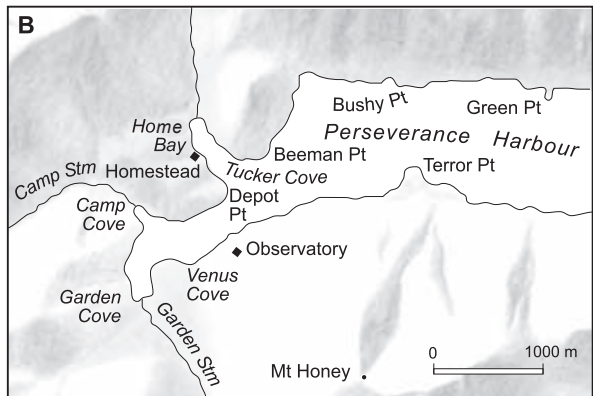 B
Bushy Pt
Green Pt
Perseverance Harbour
Home
Bay
Beeman Pt
Terror Pt
Camp Stm
Homestead
Tucker Cove
Depot
Pt
Camp
Cove
Observatory
Venus
Cove
Garden
Cove
Garden Stm
0 1000 m
Mt Honey